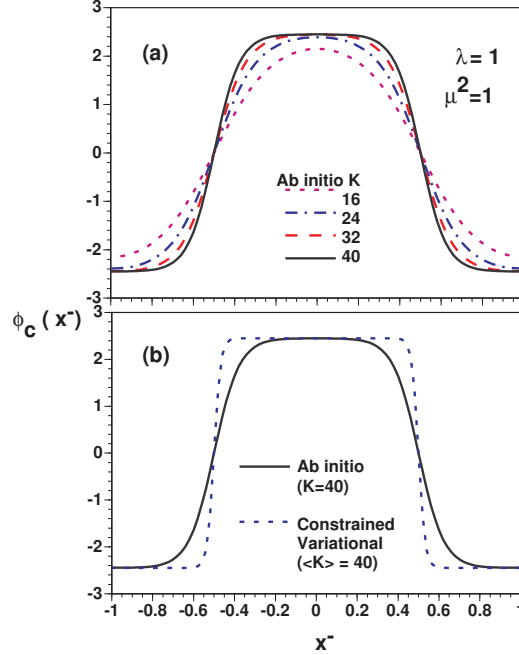 3
(a)
λ = 1
μ²=1
2
1
0
Ab initio K
16
24
32
40
-1
-2
-3
ϕc ( x⁻)
3
(b)
2
1
0
Ab initio
(K=40)
-1
Constrained
Variational
(<K> = 40)
-2
-3
-1 -0.8 -0.6 -0.4 -0.2 0 0.2 0.4 0.6 0.8 1
x⁻